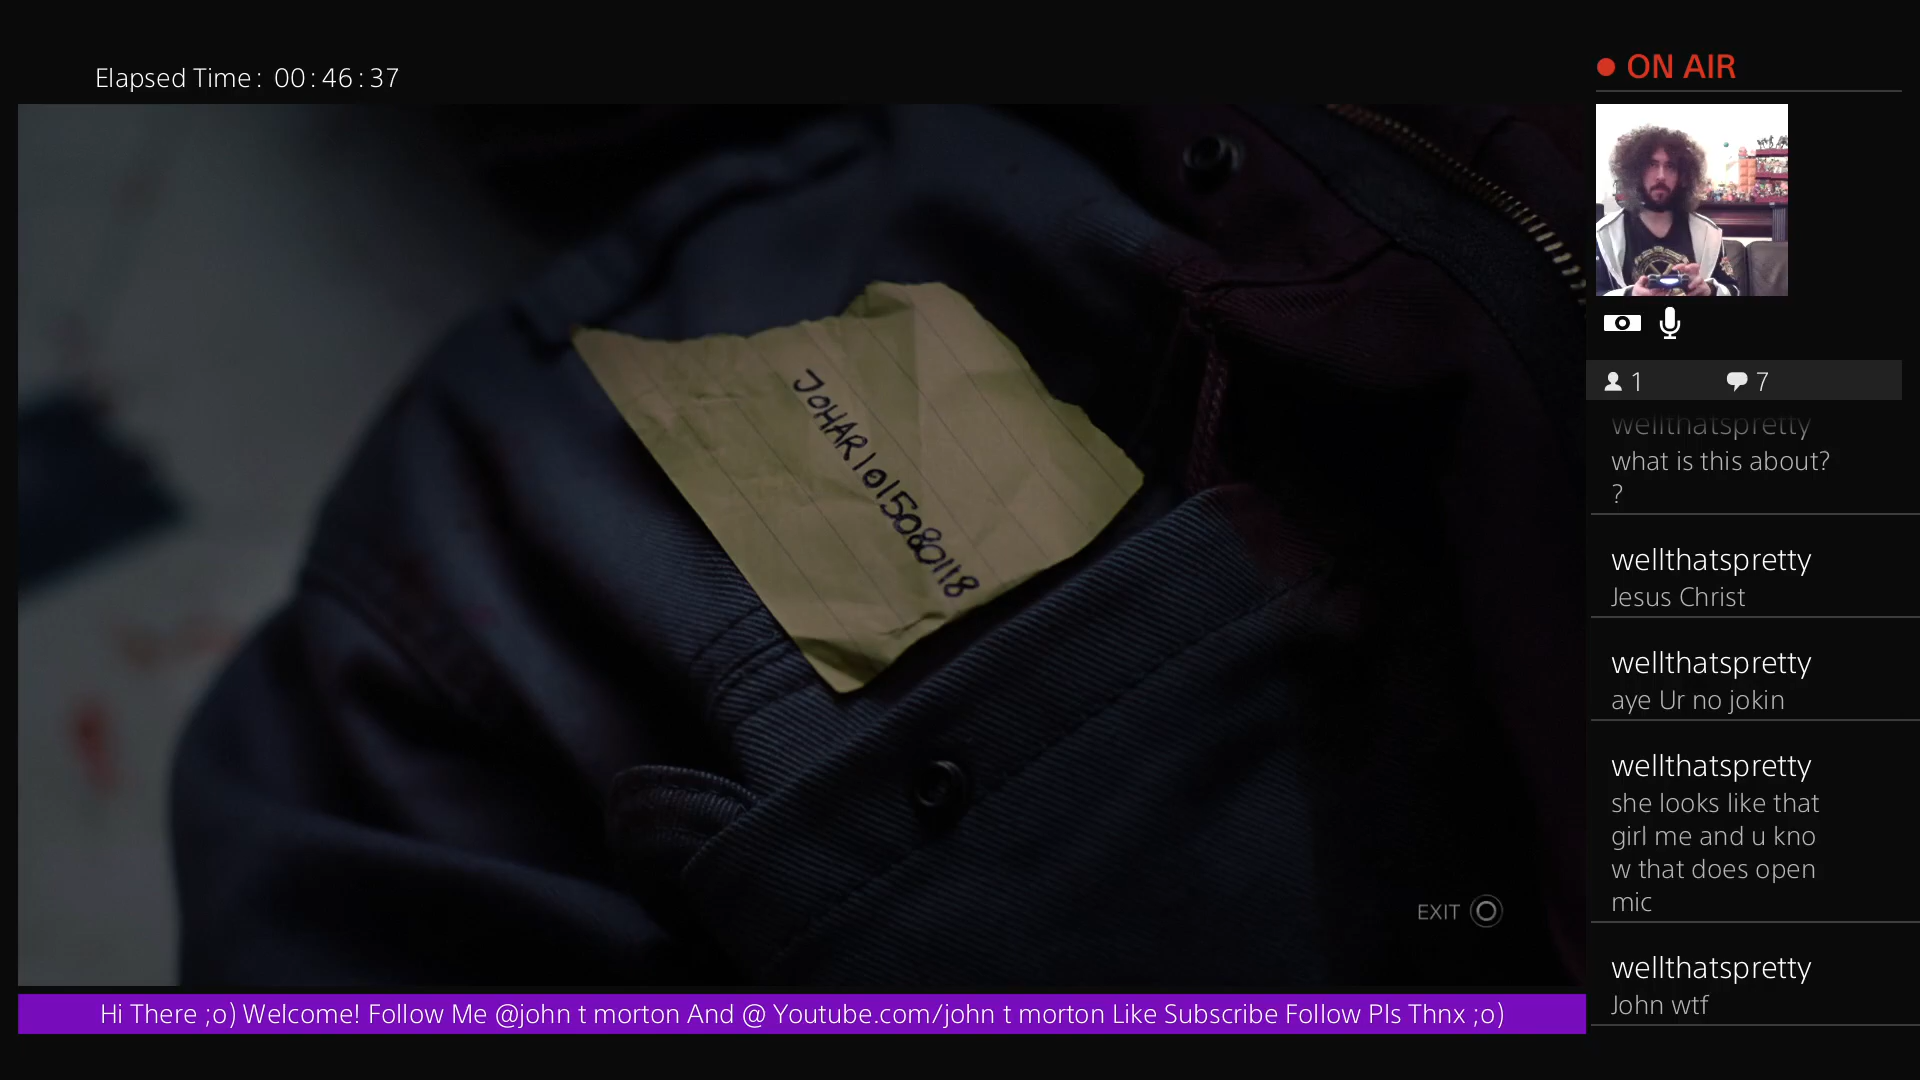 Elapsed Time: 00:46:37
ON AIR
JOHAR1015080118
EXIT
1
7
wellthatspretty
what is this about?
?
wellthatspretty
Jesus Christ
wellthatspretty
aye Ur no jokin
wellthatspretty
she looks like that
girl me and u kno
w that does open
mic
wellthatspretty
John wtf
Hi There ;o) Welcome! Follow Me @john t morton And @ Youtube.com/john t morton Like Subscribe Follow Pls Thnx ;o)